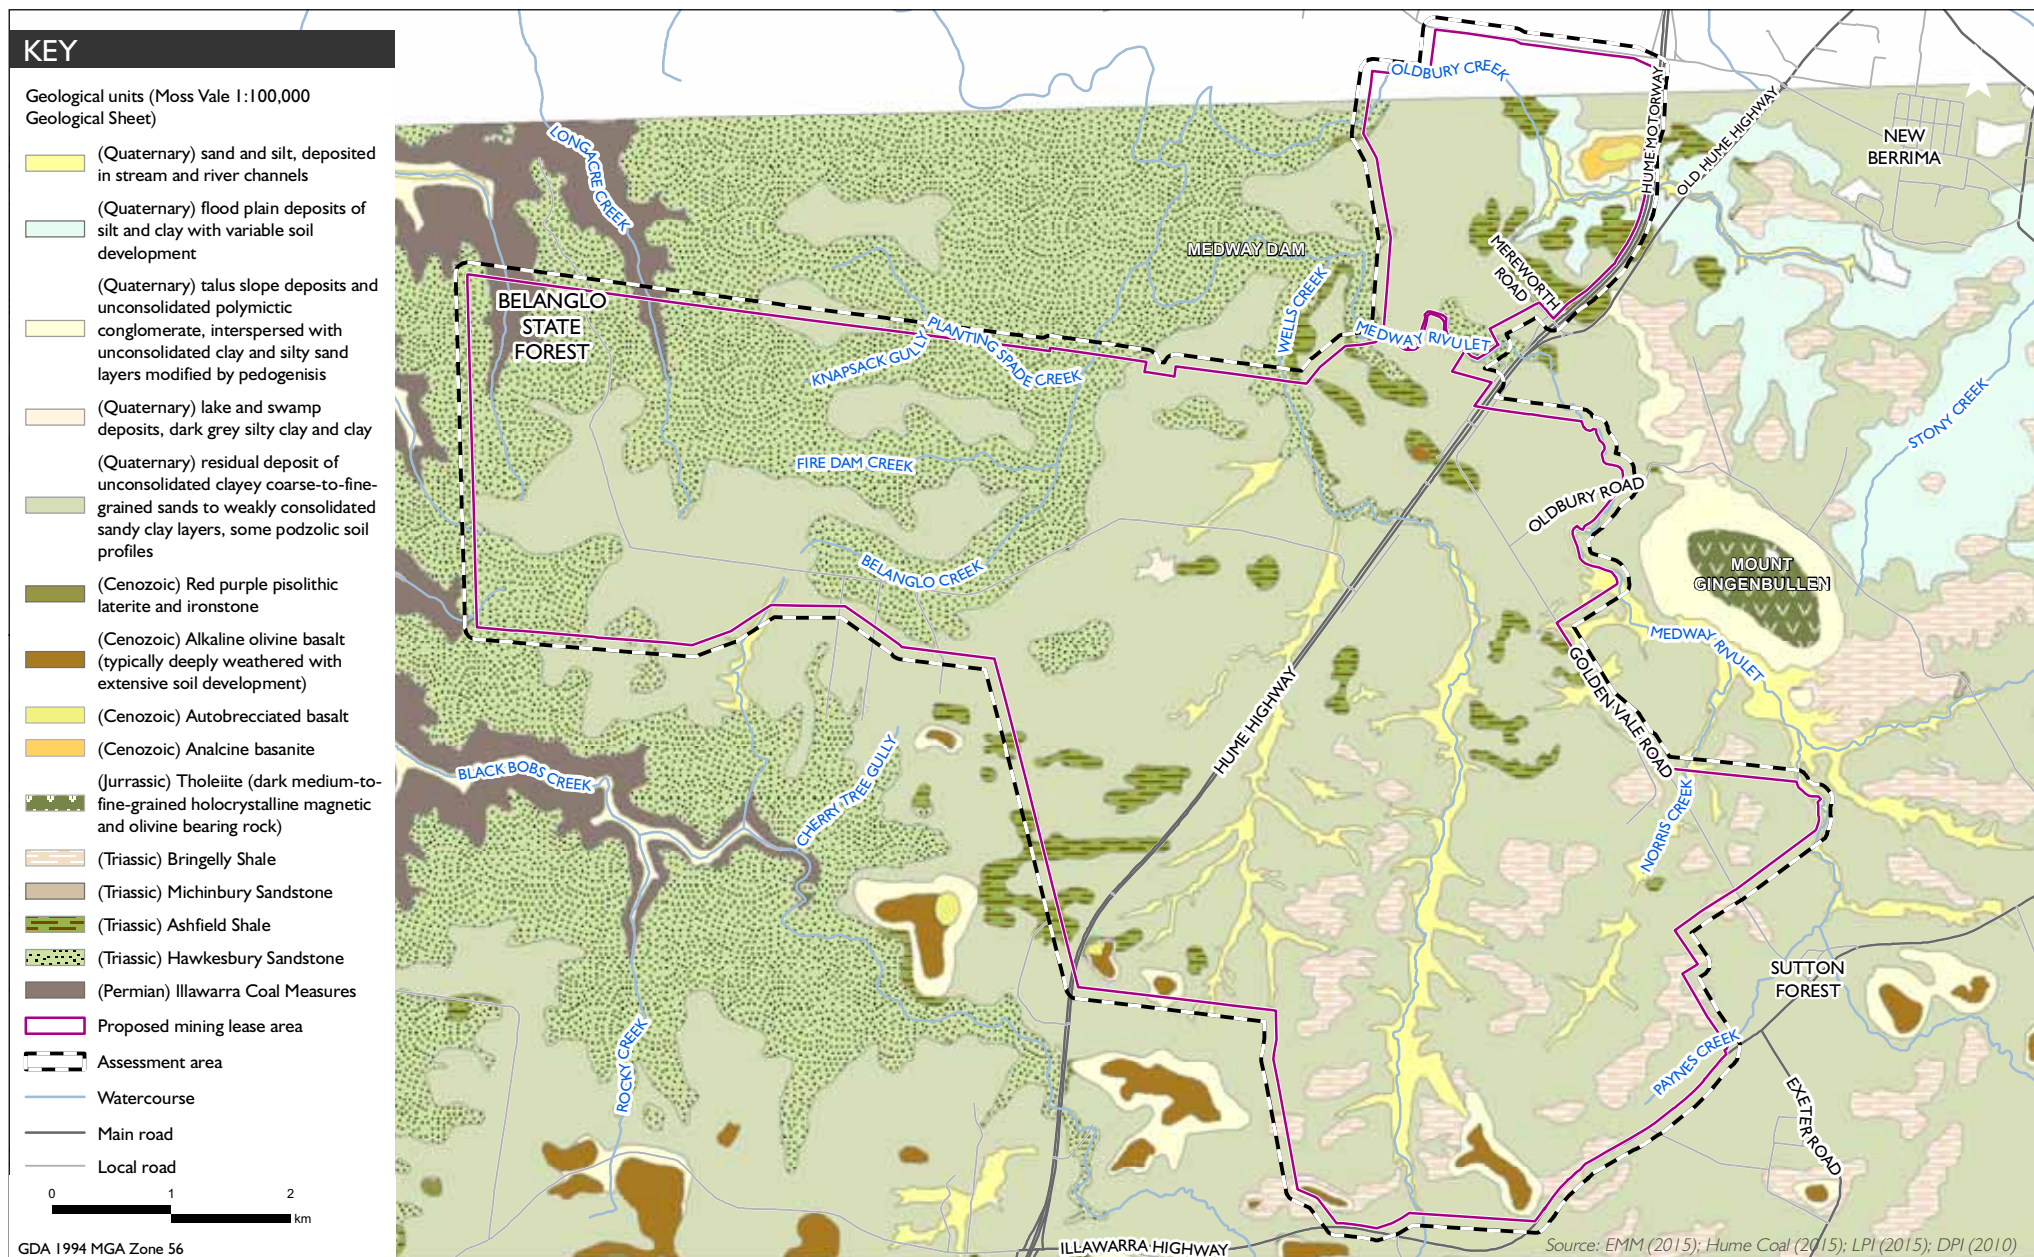 KEY
Geological units (Moss Vale 1:100,000
Geological Sheet)
(Quaternary) sand and silt, deposited
in stream and river channels
(Quaternary) flood plain deposits of
silt and clay with variable soil
development
(Quaternary) talus slope deposits and
unconsolidated polymictic
conglomerate, interspersed with
unconsolidated clay and silty sand
layers modified by pedogenisis
(Quaternary) lake and swamp
deposits, dark grey silty clay and clay
(Quaternary) residual deposit of
unconsolidated clayey coarse-to-fine-
grained sands to weakly consolidated
sandy clay layers, some podzolic soil
profiles
(Cenozoic) Red purple pisolithic
laterite and ironstone
(Cenozoic) Alkaline olivine basalt
(typically deeply weathered with
extensive soil development)
(Cenozoic) Autobrecciated basalt
(Cenozoic) Analcine basanite
(Jurrassic) Tholeiite (dark medium-to-
fine-grained holocrystalline magnetic
and olivine bearing rock)
(Triassic) Bringelly Shale
(Triassic) Michinbury Sandstone
(Triassic) Ashfield Shale
(Triassic) Hawkesbury Sandstone
(Permian) Illawarra Coal Measures
Proposed mining lease area
Assessment area
Watercourse
Main road
Local road
0 1 2
km
GDA 1994 MGA Zone 56
OLDBURY CREEK
HUME MOTORWAY
OLD HUME HIGHWAY
NEW
BERRIMA
LONGACRE CREEK
MEDWAY DAM
MEREWORTH
ROAD
WELLS CREEK
BELANGLO
STATE
FOREST
PLANTING SPADE CREEK
KNAPSACK GULLY
MEDWAY RIVULET
STONY CREEK
FIRE DAM CREEK
OLDBURY ROAD
BELANGLO CREEK
MOUNT
GINGENBULLEN
MEDWAY RIVULET
GOLDEN VALE ROAD
HUME HIGHWAY
BLACK BOBS CREEK
CHERRY TREE GULLY
NORRIS CREEK
SUTTON
FOREST
ROCKY CREEK
PAYNES CREEK
EXETER ROAD
ILLAWARRA HIGHWAY
Source: EMM (2015); Hume Coal (2015); LPI (2015); DPI (2010)